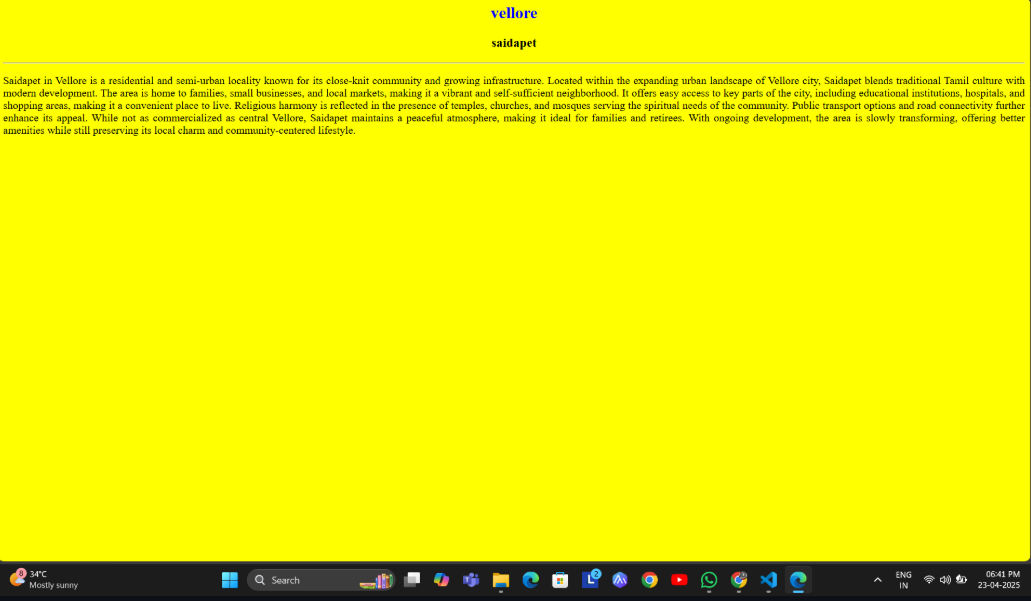 vellore
saidapet
Saidapet in Vellore is a residential and semi-urban locality known for its close-knit community and growing infrastructure. Located within the expanding urban landscape of Vellore city, Saidapet blends traditional Tamil culture with
modern development. The area is home to families, small businesses, and local markets, making it a vibrant and self-sufficient neighborhood. It offers easy access to key parts of the city, including educational institutions, hospitals, and
shopping areas, making it a convenient place to live. Religious harmony is reflected in the presence of temples, churches, and mosques serving the spiritual needs of the community. Public transport options and road connectivity further
enhance its appeal. While not as commercialized as central Vellore, Saidapet maintains a peaceful atmosphere, making it ideal for families and retirees. With ongoing development, the area is slowly transforming, offering better
amenities while still preserving its local charm and community-centered lifestyle.
8
34°C
Mostly sunny
Search
L
2
ENG
IN
06:41 PM
23-04-2025